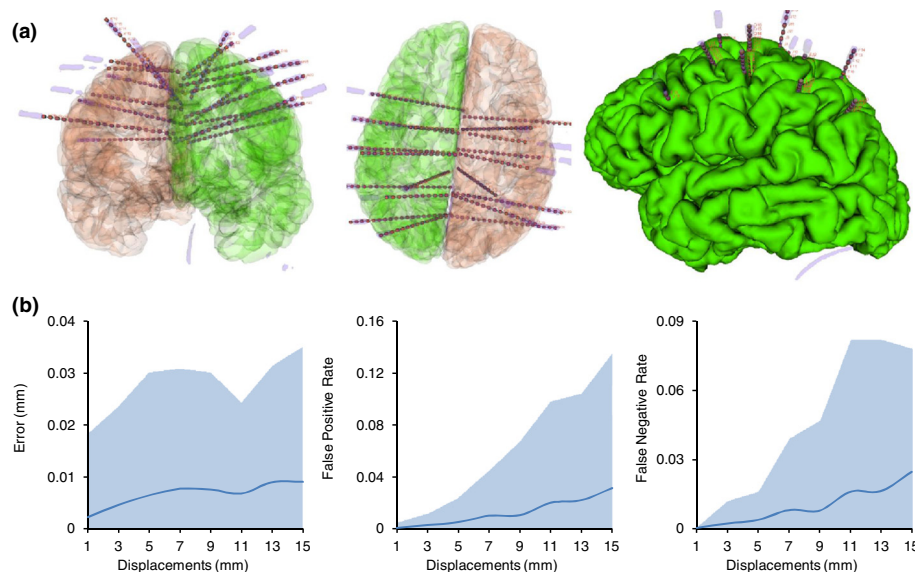 (a)
(b)
0.04
0.03
0.02
0.01
0
Error (mm)
1 3 5 7 9 11 13 15
Displacements (mm)
0.16
0.12
0.08
0.04
0
False Positive Rate
1 3 5 7 9 11 13 15
Displacements (mm)
0.09
0.06
0.03
0
False Negative Rate
1 3 5 7 9 11 13 15
Displacements (mm)